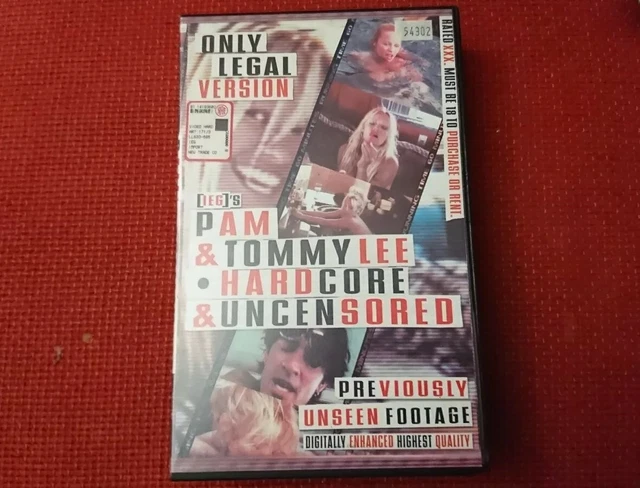 54302
ONLY
LEGAL
VERSION
RATED XXX. MUST BE 18 TO PURCHASE OR RENT.
[IEG]'S
PAM
& TOMMY LEE
• HARDCORE
& UNCENSORED
PREVIOUSLY
UNSEEN FOOTAGE
DIGITALLY ENHANCED HIGHEST QUALITY